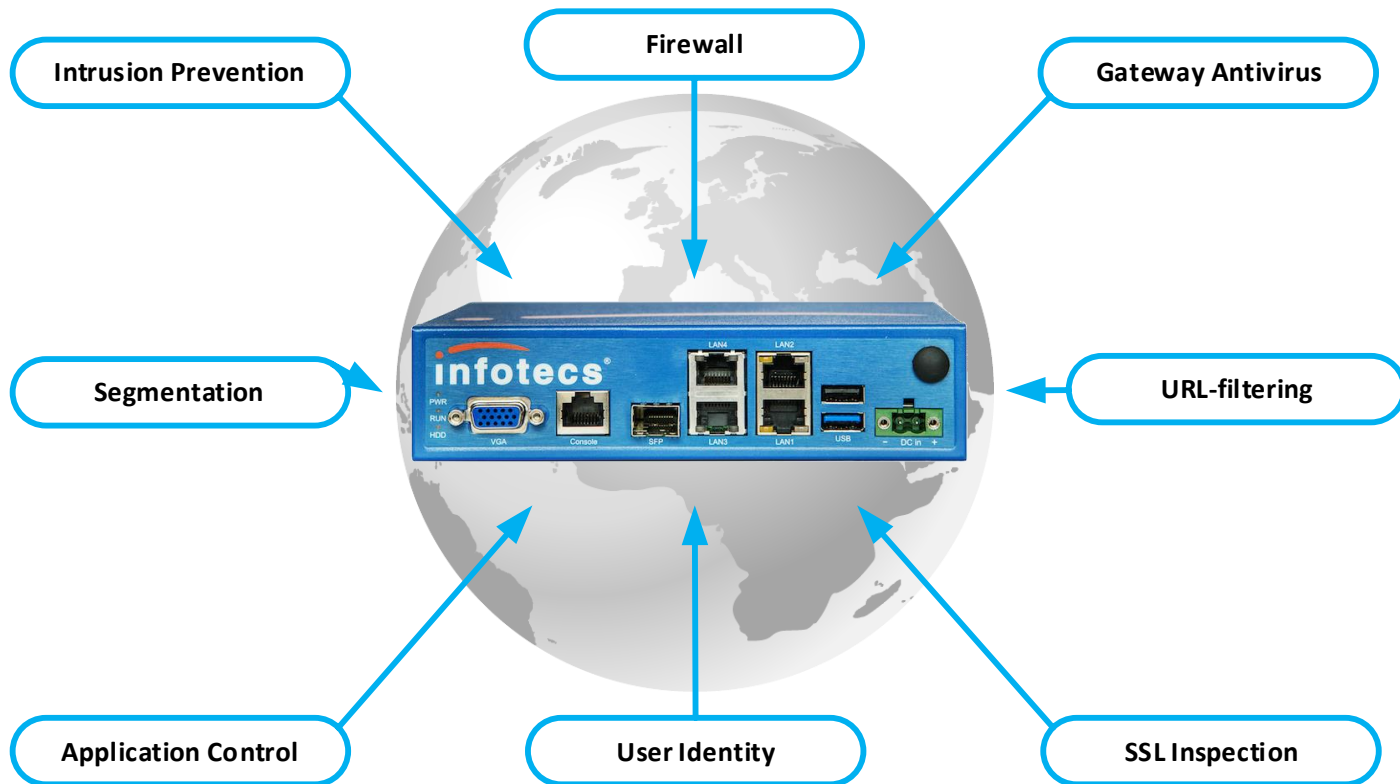 Firewall
Intrusion Prevention
Gateway Antivirus
Segmentation
URL-filtering
infotecs®
LAN4
LAN2
PWR
RUN
HDD
VGA
Console
SFP
LAN3
LAN1
USB
− DC in +
Application Control
User Identity
SSL Inspection